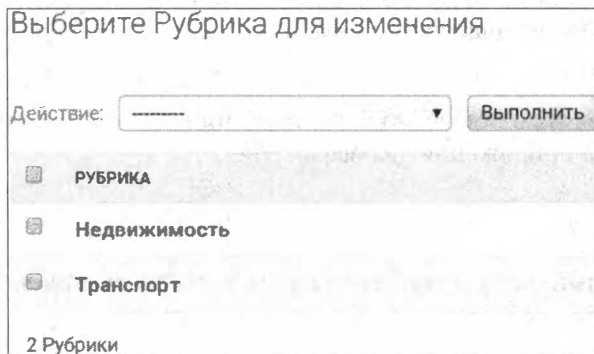 Выберите Рубрика для изменения
Действие: --------- Выполнить
РУБРИКА
Недвижимость
Транспорт
2 Рубрики